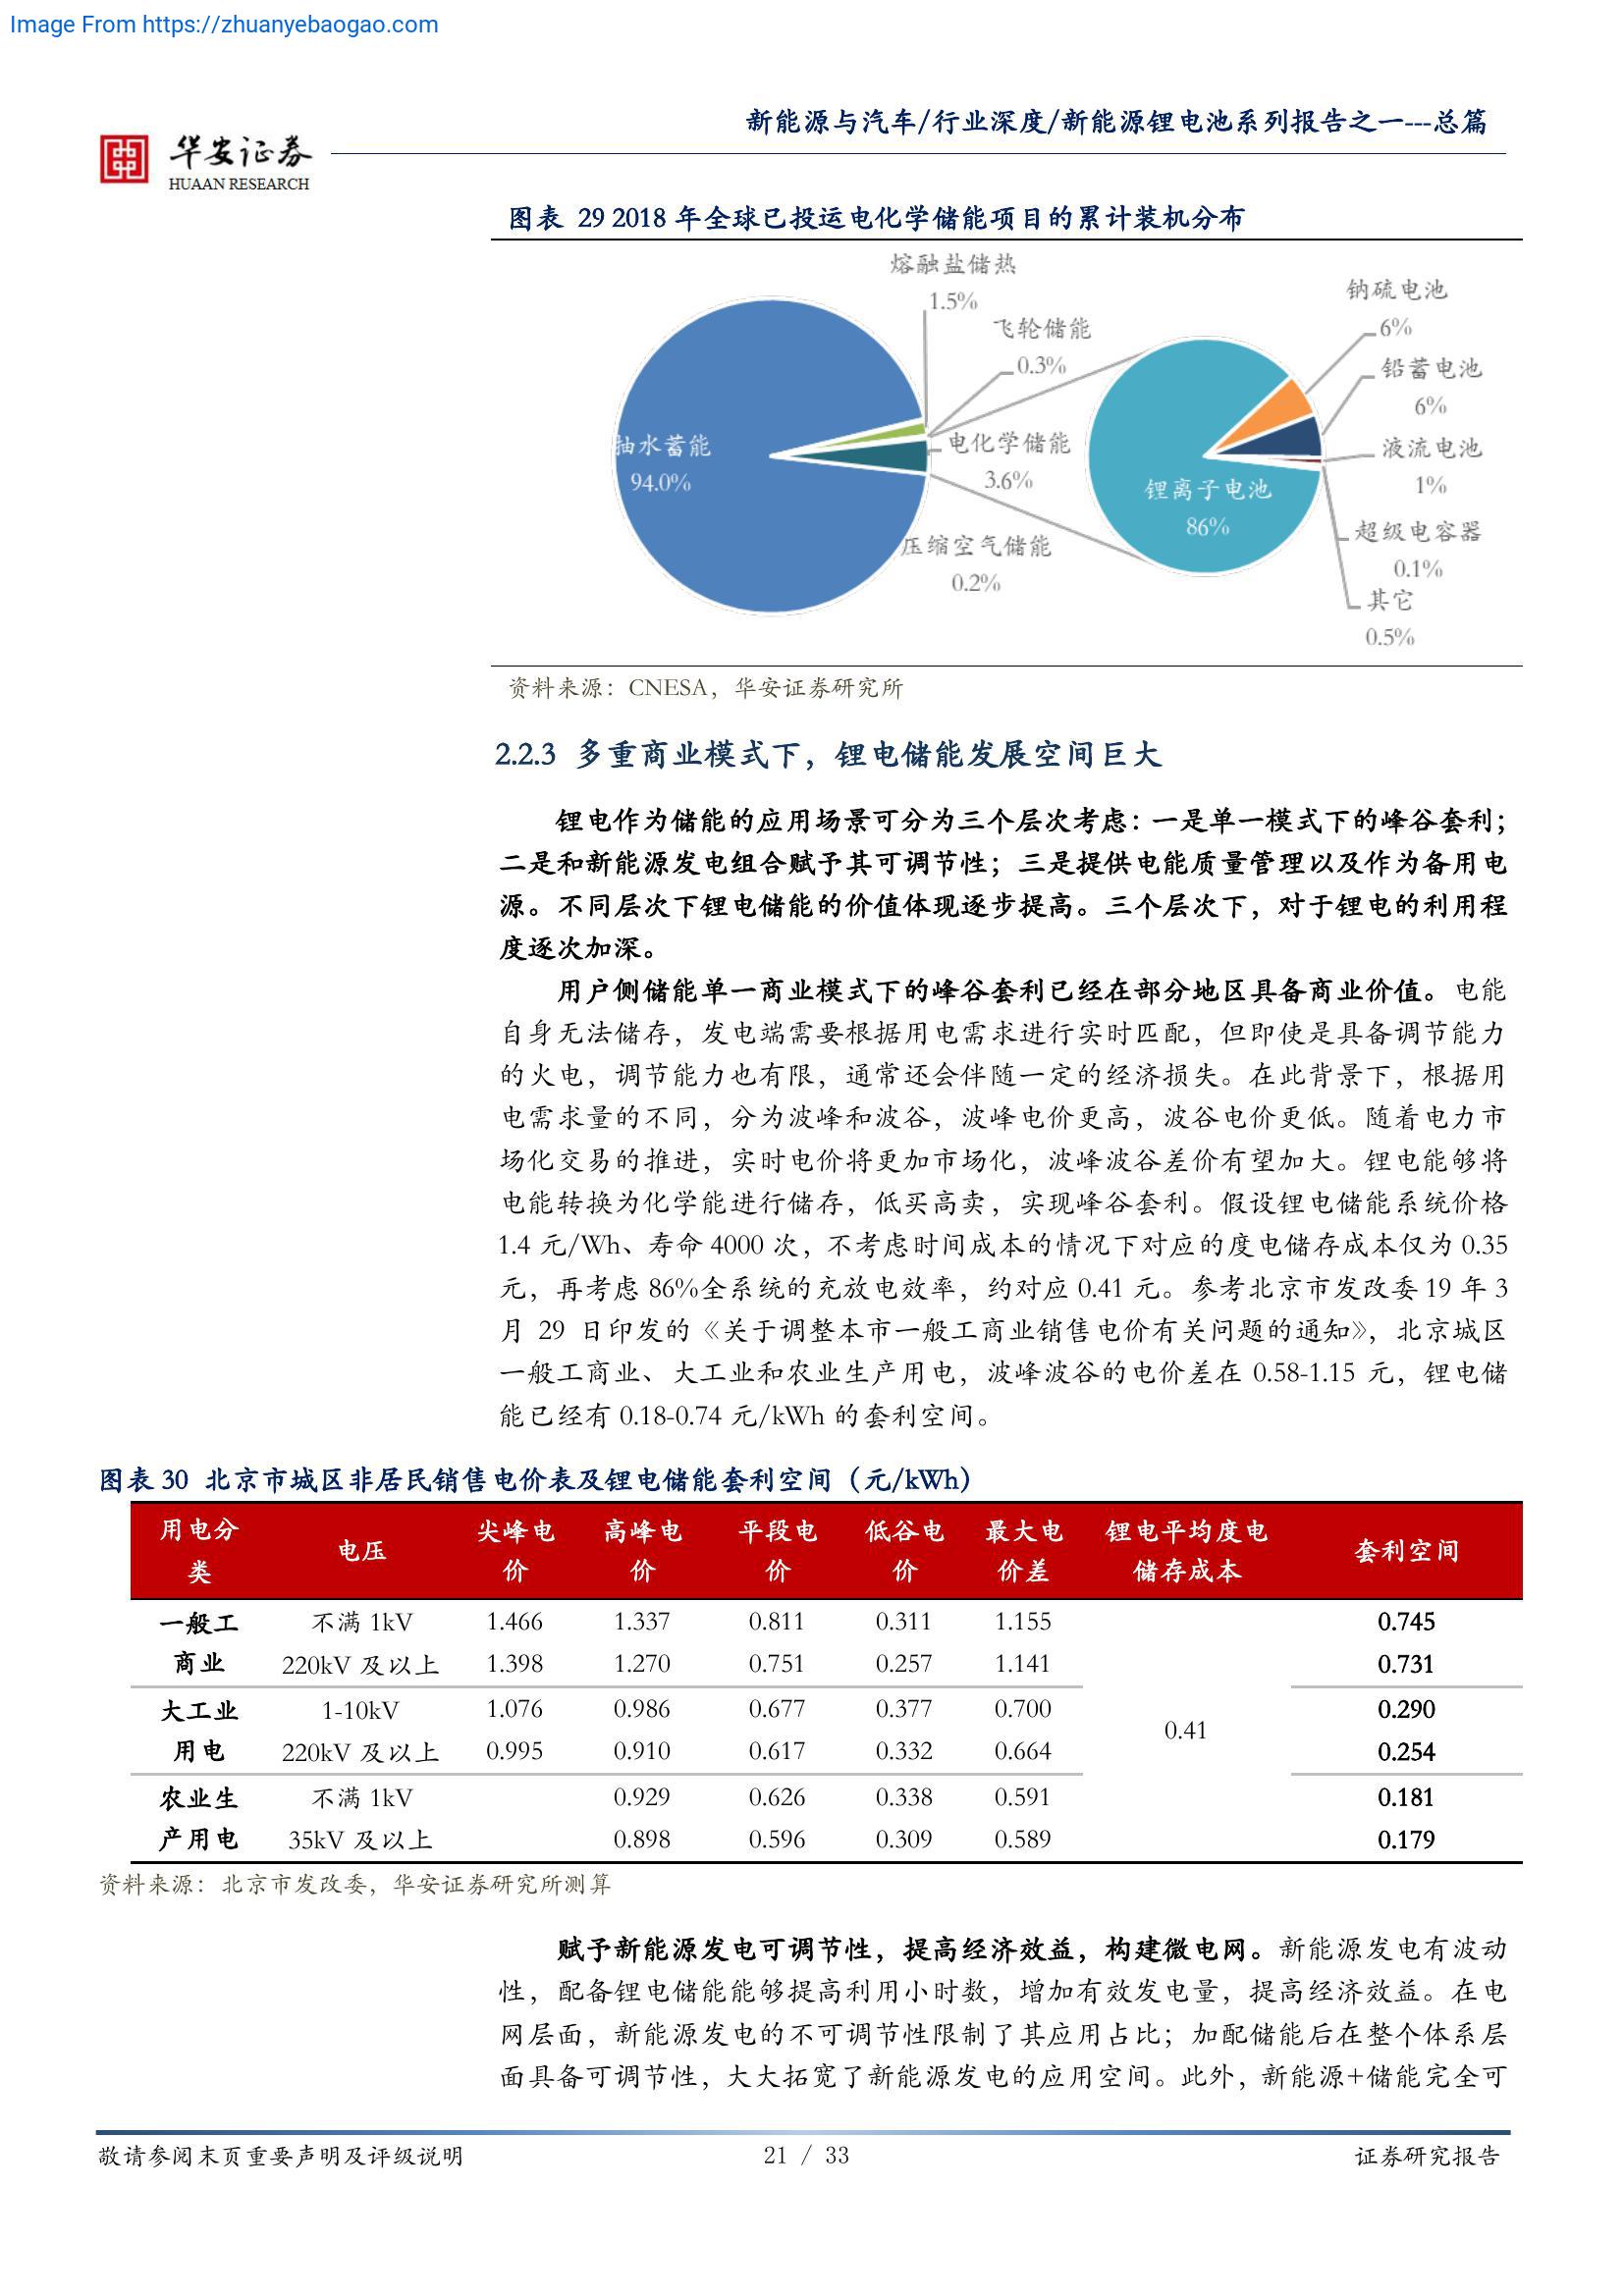 Image From https://zhuanyebaogao.com
新能源与汽车/行业深度/新能源锂电池系列报告之一---总篇
华安证券
HUAAN RESEARCH
图表 29 2018 年全球已投运电化学储能项目的累计装机分布
熔融盐储热
1.5%
飞轮储能
0.3%
抽水蓄能
94.0%
电化学储能
3.6%
压缩空气储能
0.2%
锂离子电池
86%
钠硫电池
6%
铅蓄电池
6%
液流电池
1%
超级电容器
0.1%
其它
0.5%
资料来源：CNESA，华安证券研究所
2.2.3 多重商业模式下，锂电储能发展空间巨大
锂电作为储能的应用场景可分为三个层次考虑：一是单一模式下的峰谷套利；
二是和新能源发电组合赋予其可调节性；三是提供电能质量管理以及作为备用电
源。不同层次下锂电储能的价值体现逐步提高。三个层次下，对于锂电的利用程
度逐次加深。
用户侧储能单一商业模式下的峰谷套利已经在部分地区具备商业价值。电能
自身无法储存，发电端需要根据用电需求进行实时匹配，但即使是具备调节能力
的火电，调节能力也有限，通常还会伴随一定的经济损失。在此背景下，根据用
电需求量的不同，分为波峰和波谷，波峰电价更高，波谷电价更低。随着电力市
场化交易的推进，实时电价将更加市场化，波峰波谷差价有望加大。锂电能够将
电能转换为化学能进行储存，低买高卖，实现峰谷套利。假设锂电储能系统价格
1.4 元/Wh、寿命 4000 次，不考虑时间成本的情况下对应的度电储存成本仅为 0.35
元，再考虑 86%全系统的充放电效率，约对应 0.41 元。参考北京市发改委 19 年 3
月 29 日印发的《关于调整本市一般工商业销售电价有关问题的通知》，北京城区
一般工商业、大工业和农业生产用电，波峰波谷的电价差在 0.58-1.15 元，锂电储
能已经有 0.18-0.74 元/kWh 的套利空间。
图表 30 北京市城区非居民销售电价表及锂电储能套利空间（元/kWh）
用电分类 电压 尖峰电价 高峰电价 平段电价 低谷电价 最大电价差 锂电平均度电储存成本 套利空间
一般工 不满 1kV 1.466 1.337 0.811 0.311 1.155 0.745
商业 220kV 及以上 1.398 1.270 0.751 0.257 1.141 0.731
大工业 1-10kV 1.076 0.986 0.677 0.377 0.700 0.290
0.41
用电 220kV 及以上 0.995 0.910 0.617 0.332 0.664 0.254
农业生 不满 1kV 0.929 0.626 0.338 0.591 0.181
产用电 35kV 及以上 0.898 0.596 0.309 0.589 0.179
资料来源：北京市发改委，华安证券研究所测算
赋予新能源发电可调节性，提高经济效益，构建微电网。新能源发电有波动
性，配备锂电储能能够提高利用小时数，增加有效发电量，提高经济效益。在电
网层面，新能源发电的不可调节性限制了其应用占比；加配储能后在整个体系层
面具备可调节性，大大拓宽了新能源发电的应用空间。此外，新能源+储能完全可
敬请参阅末页重要声明及评级说明
21 / 33
证券研究报告